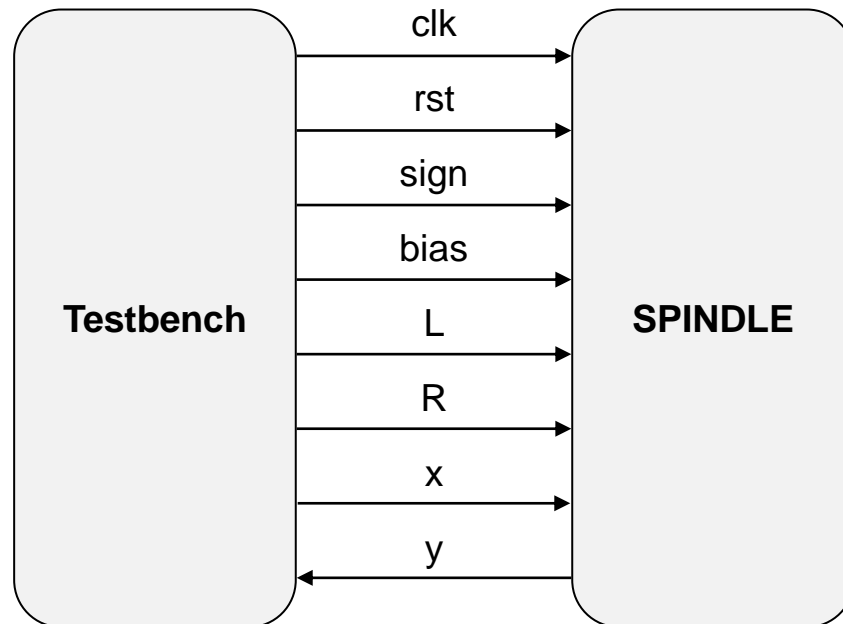 clk
rst
sign
bias
Testbench
SPINDLE
L
R
x
y